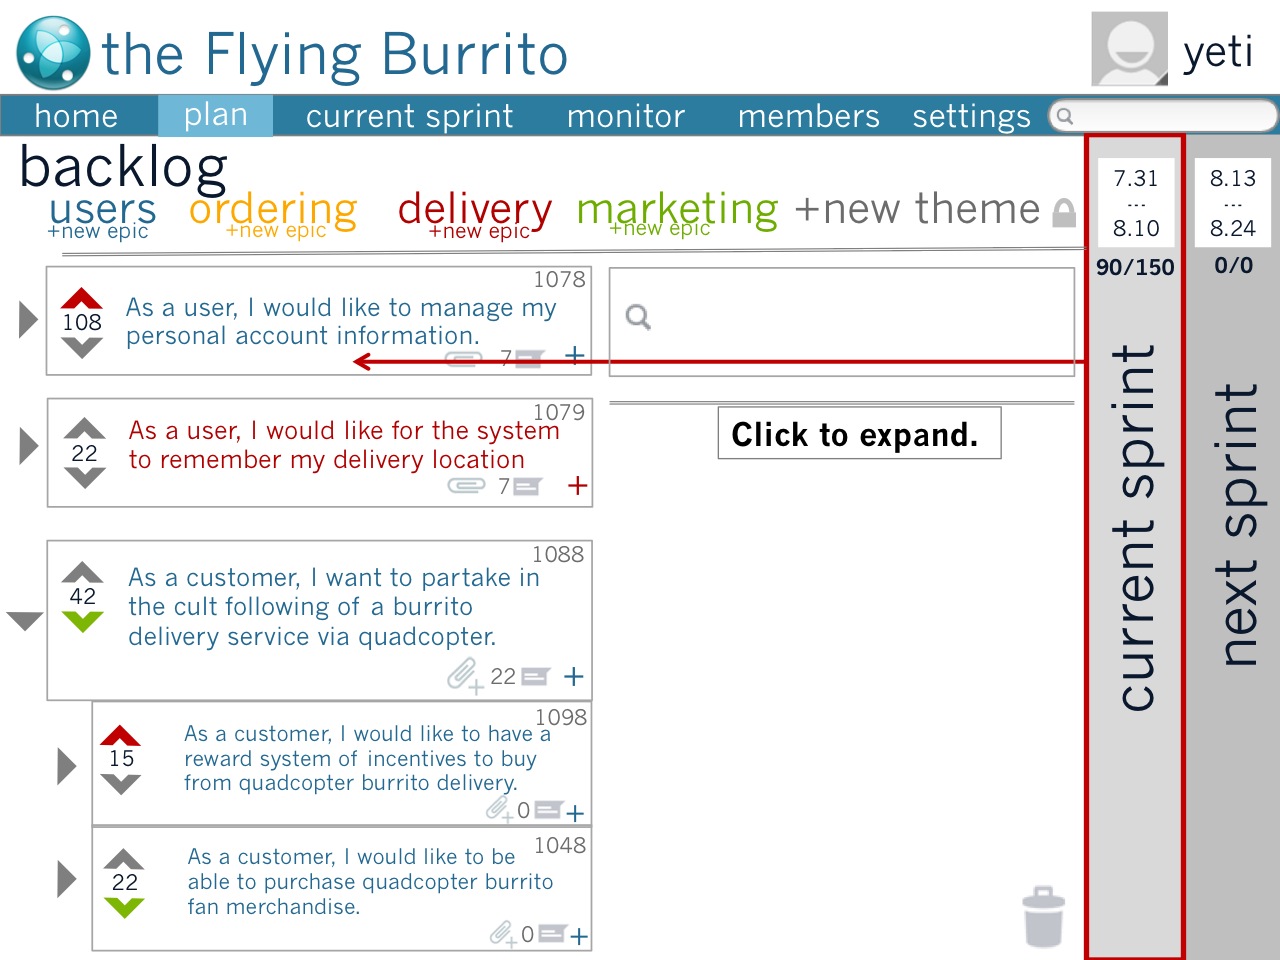 the Flying Burrito
yeti
home plan current sprint monitor members settings
backlog
users ordering delivery marketing +new theme
+new epic +new epic +new epic +new epic
7.31
...
8.10
90/150
8.13
...
8.24
0/0
1078
108
As a user, I would like to manage my
personal account information.
7 +
1079
22
As a user, I would like for the system
to remember my delivery location
7 +
Click to expand.
1088
42
As a customer, I want to partake in
the cult following of a burrito
delivery service via quadcopter.
22 +
1098
15
As a customer, I would like to have a
reward system of incentives to buy
from quadcopter burrito delivery.
0 +
1048
22
As a customer, I would like to be
able to purchase quadcopter burrito
fan merchandise.
0 +
current sprint
next sprint